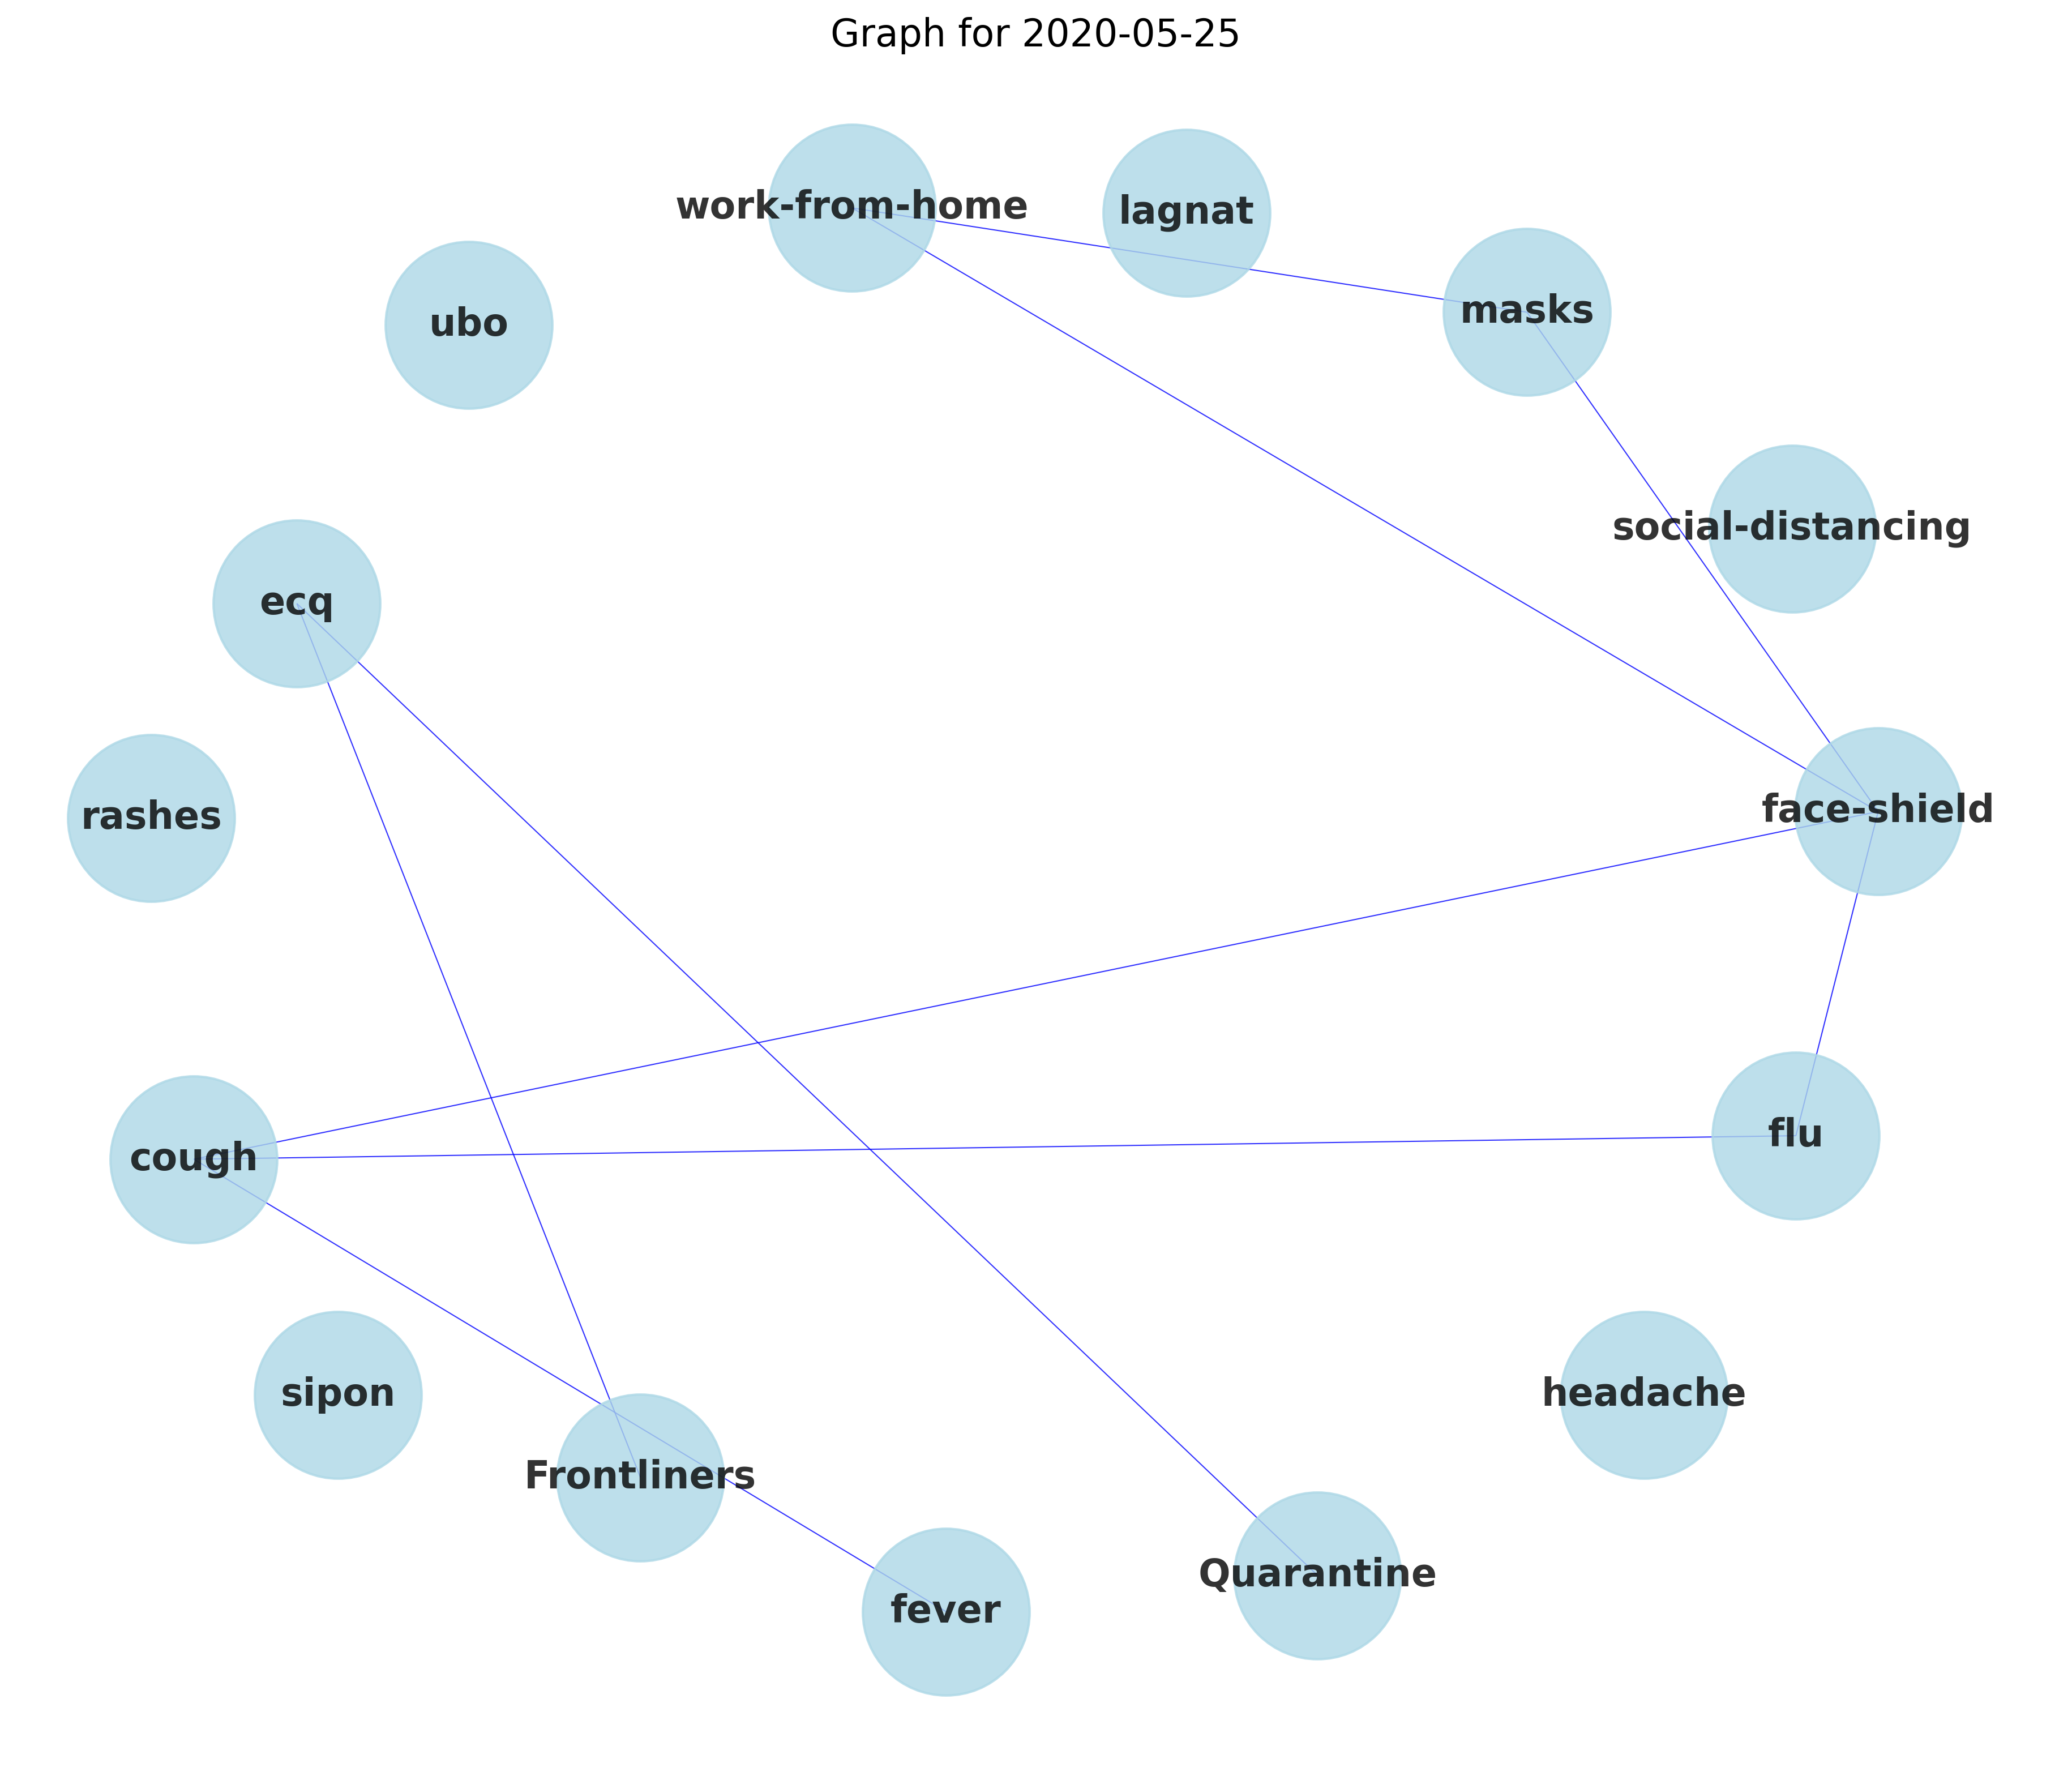 Graph for 2020-05-25
work-from-home
lagnat
masks
ubo
social-distancing
ecq
face-shield
rashes
flu
cough
sipon
headache
Frontliners
Quarantine
fever